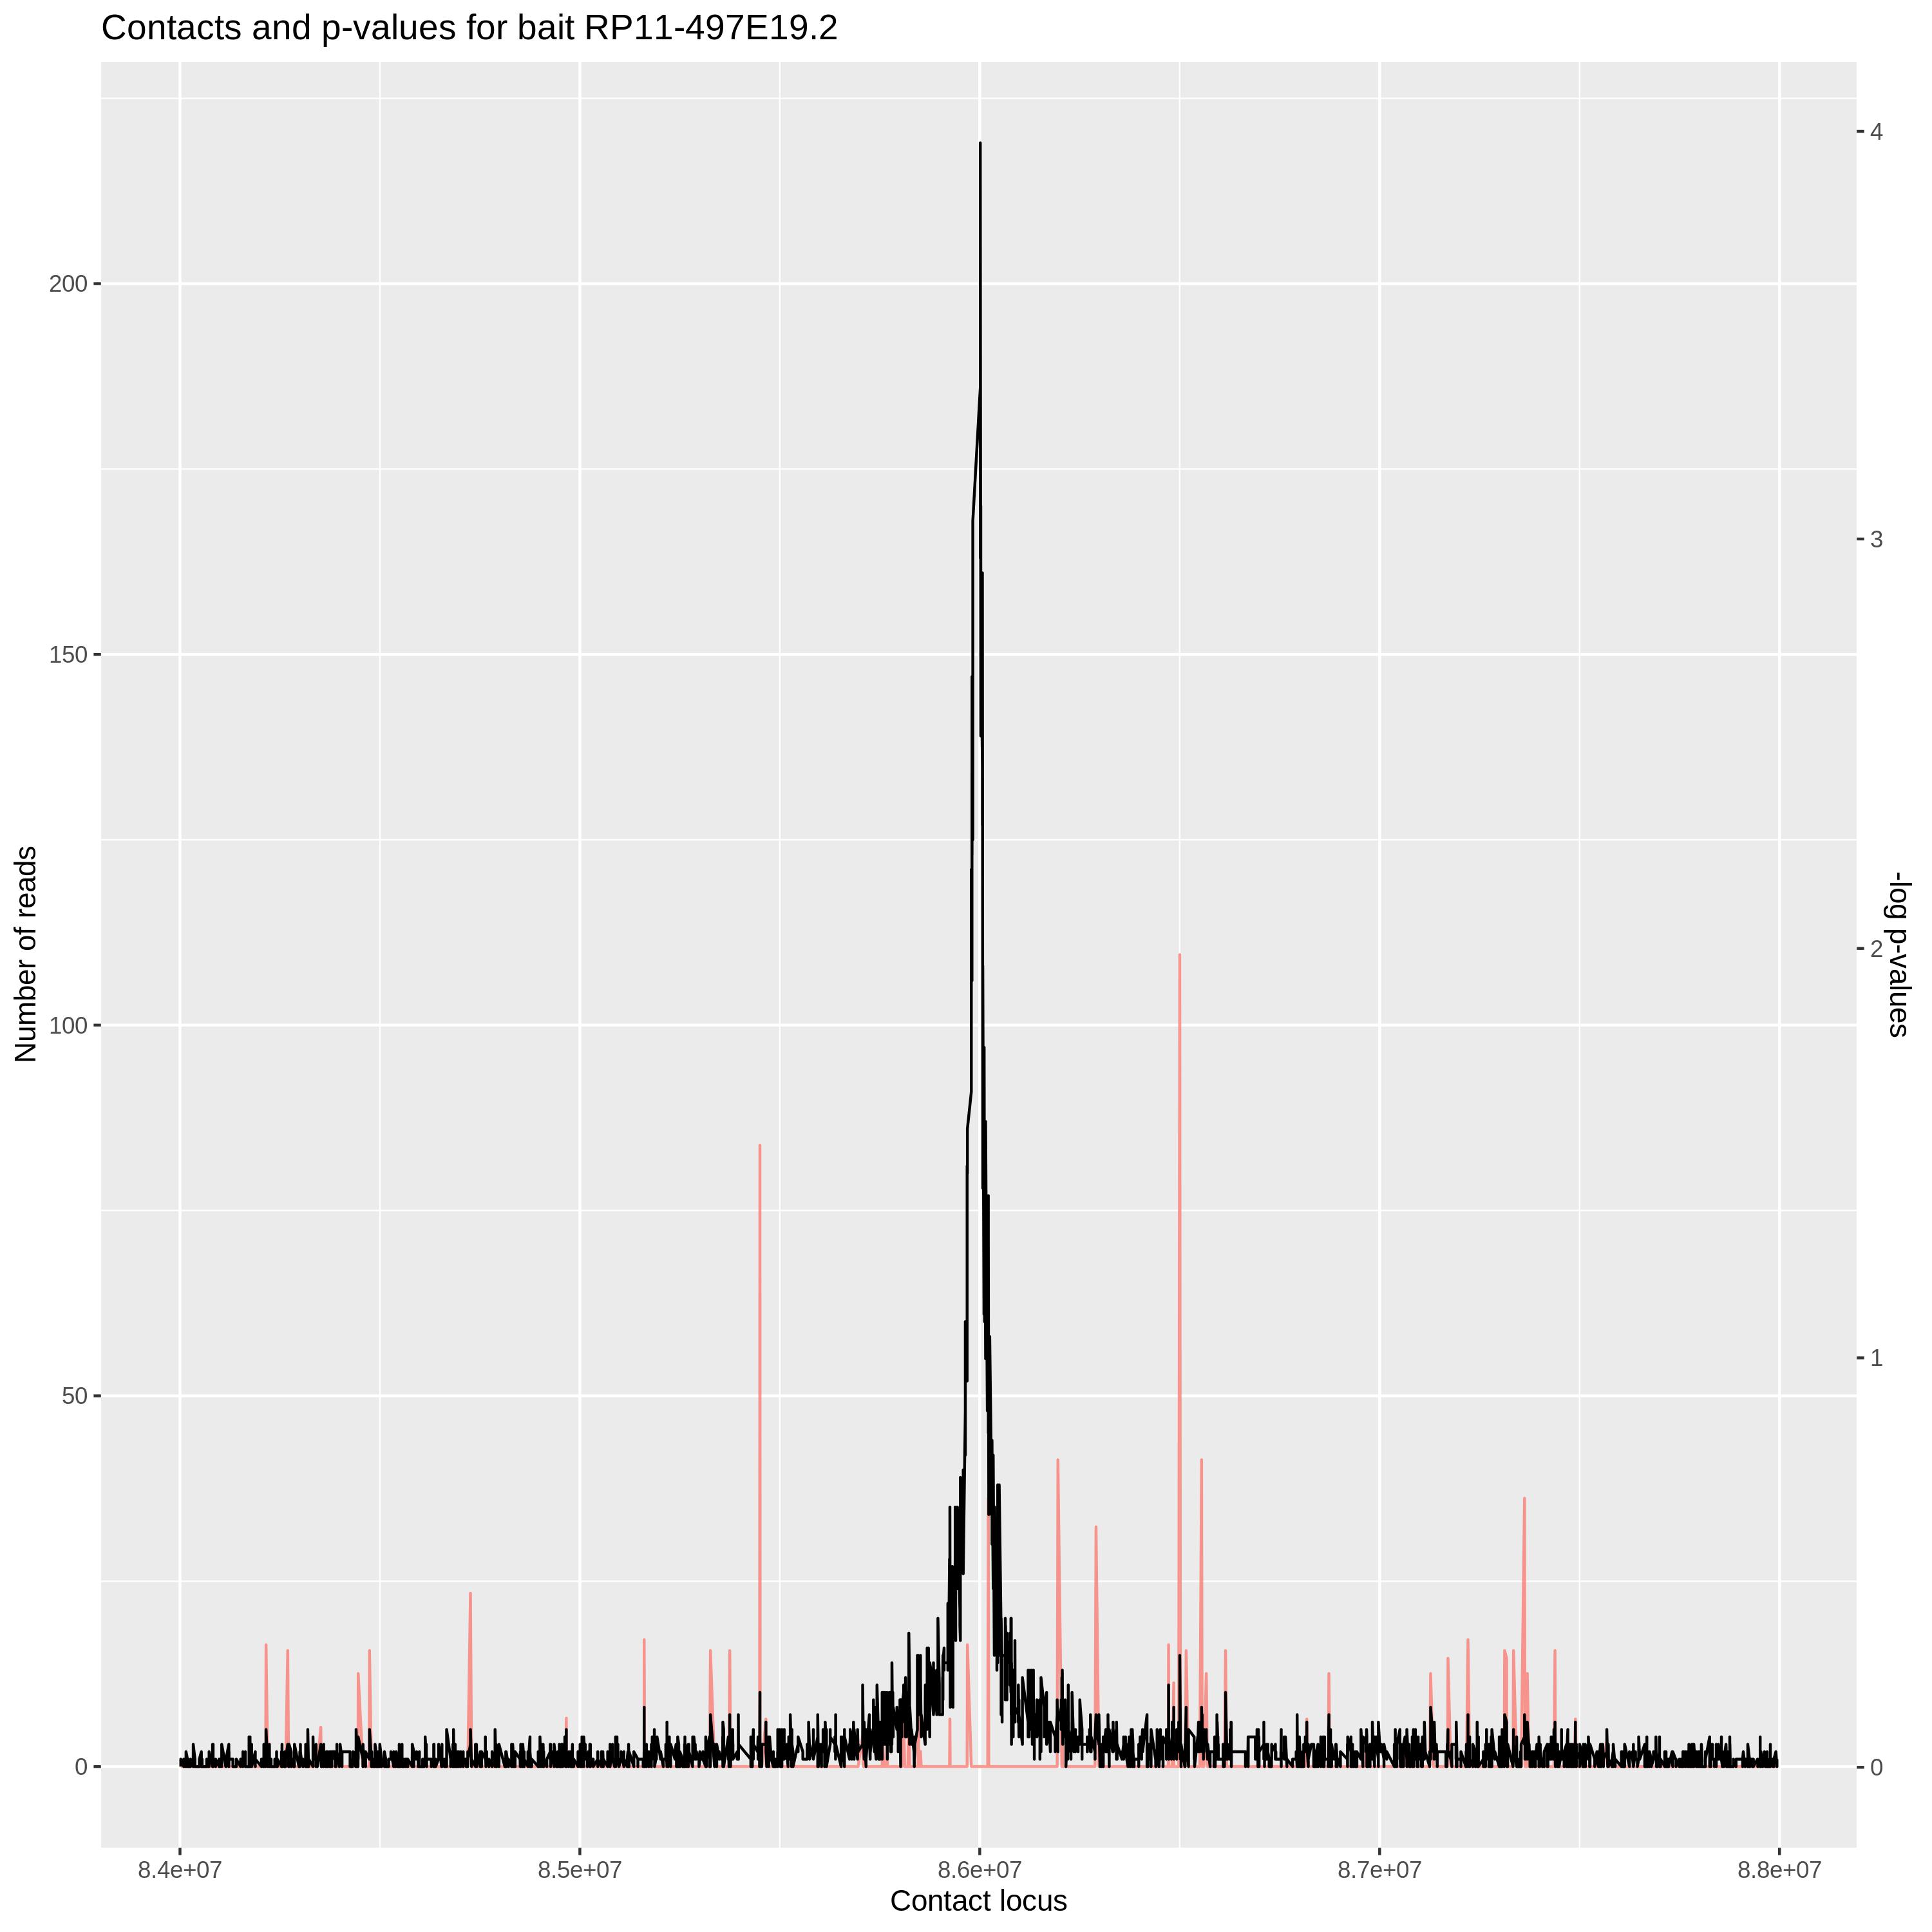 Contacts and p-values for bait RP11-497E19.2
Number of reads
200
150
100
50
0
4
3
2
1
0
-log p-values
8.4e+07 8.5e+07 8.6e+07 8.7e+07 8.8e+07
Contact locus